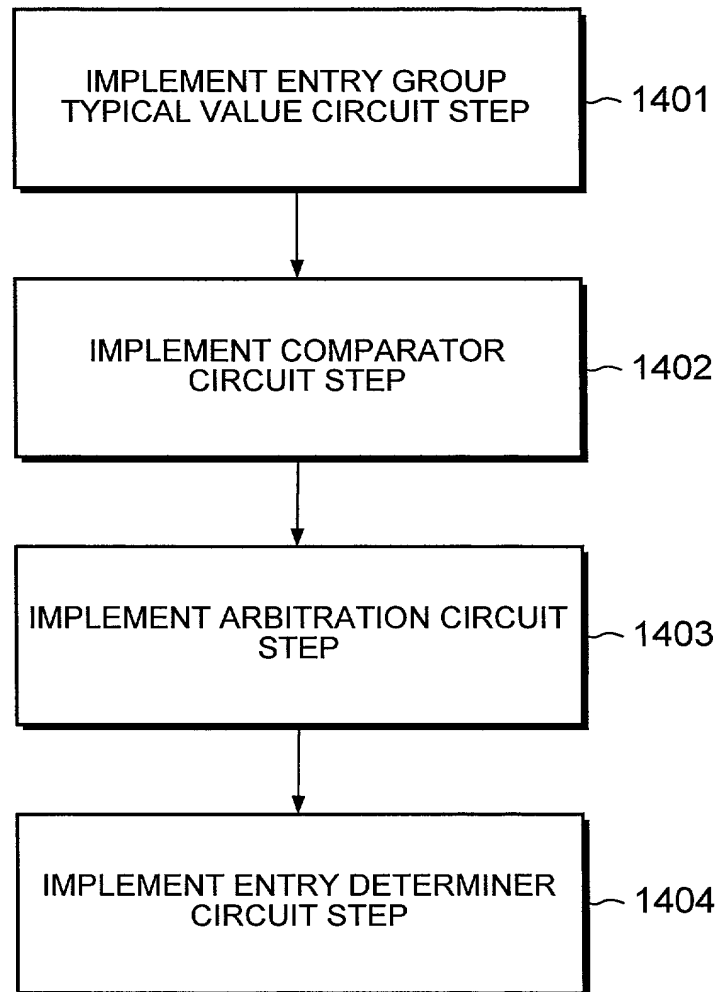 IMPLEMENT ENTRY GROUP
TYPICAL VALUE CIRCUIT STEP
1401
IMPLEMENT COMPARATOR
CIRCUIT STEP
1402
IMPLEMENT ARBITRATION CIRCUIT
STEP
1403
IMPLEMENT ENTRY DETERMINER
CIRCUIT STEP
1404